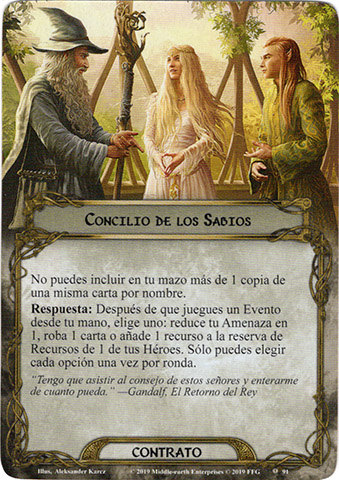 CONCILIO DE LOS SABIOS
No puedes incluir en tu mazo más de 1 copia de
una misma carta por nombre.
Respuesta: Después de que juegues un Evento
desde tu mano, elige uno: reduce tu Amenaza en
1, roba 1 carta o añade 1 recurso a la reserva de
Recursos de 1 de tus Héroes. Sólo puedes elegir
cada opción una vez por ronda.
“Tengo que asistir al consejo de estos señores y enterarme
de cuanto pueda.” —Gandalf, El Retorno del Rey
CONTRATO
Illus. Aleksander Karcz © 2019 Middle-earth Enterprises © 2019 FFG 91